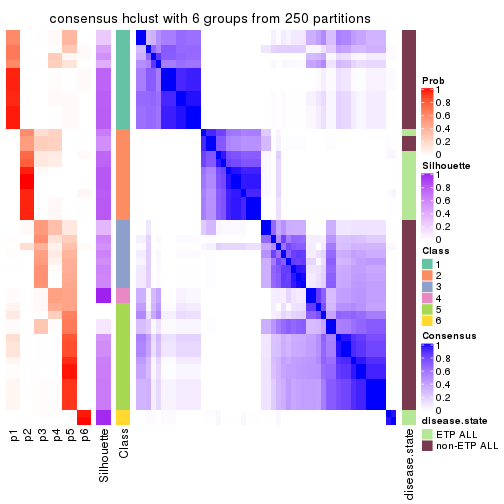 consensus hclust with 6 groups from 250 partitions
Prob
1
0.8
0.6
0.4
0.2
0
Silhouette
1
0.8
0.6
0.4
0.2
0
Class
1
2
3
4
5
6
Consensus
1
0.8
0.6
0.4
0.2
0
disease.state
ETP ALL
non-ETP ALL
p1
p2
p3
p4
p5
p6
Silhouette
Class
disease.state